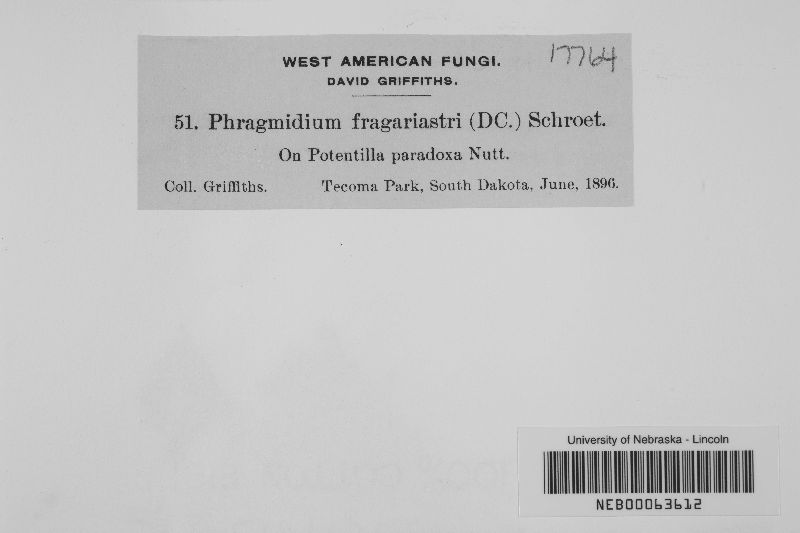 WEST AMERICAN FUNGI.
17764
DAVID GRIFFITHS.
51. Phragmidium fragariastri (DC.) Schroet.
On Potentilla paradoxa Nutt.
Coll. Griffiths. Tecoma Park, South Dakota, June, 1896.
University of Nebraska - Lincoln
NEB00063612